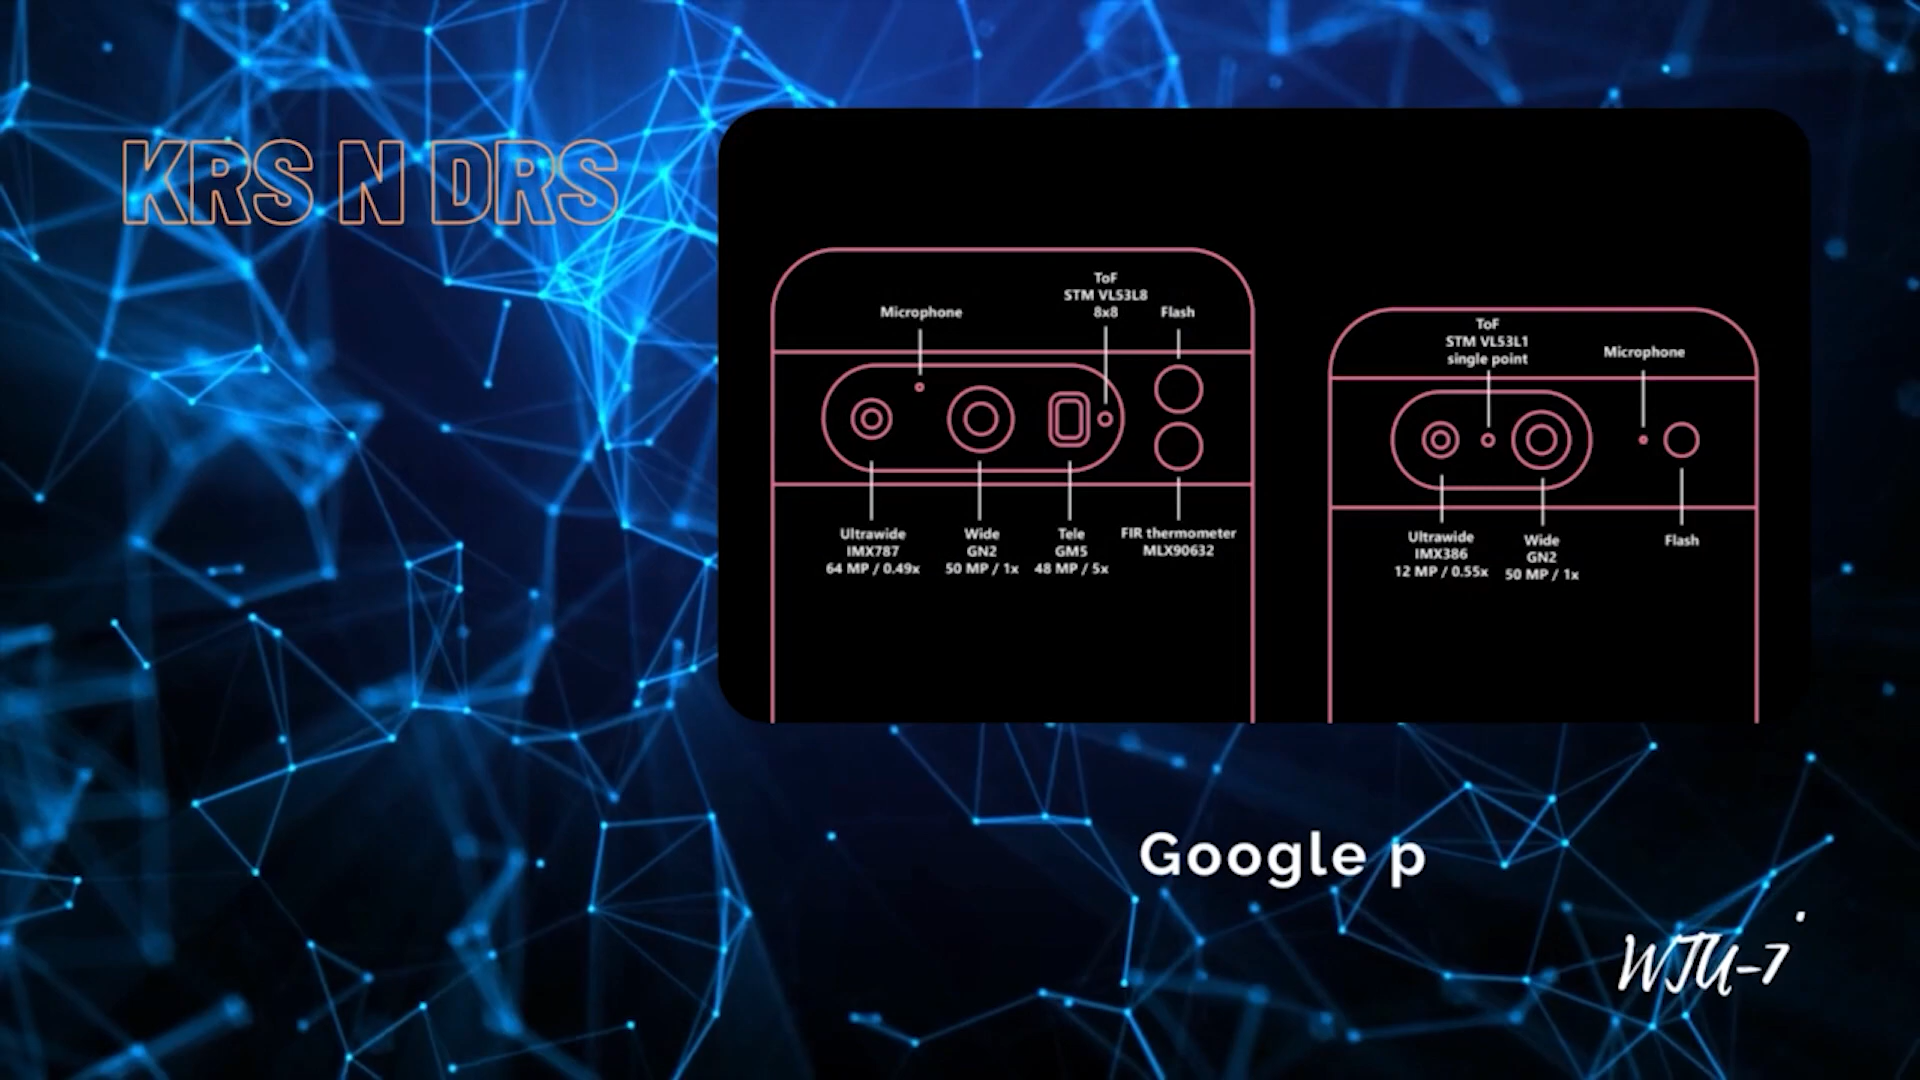 KRS N DRS
Microphone
ToF
STM VL53L8
8x8
Flash
Ultrawide
IMX787
64 MP / 0.49x
Wide
GN2
50 MP / 1x
Tele
GM5
48 MP / 5x
FIR thermometer
MLX90632
ToF
STM VL53L1
single point
Microphone
Ultrawide
IMX386
12 MP / 0.55x
Wide
GN2
50 MP / 1x
Flash
Google p
WTU-7